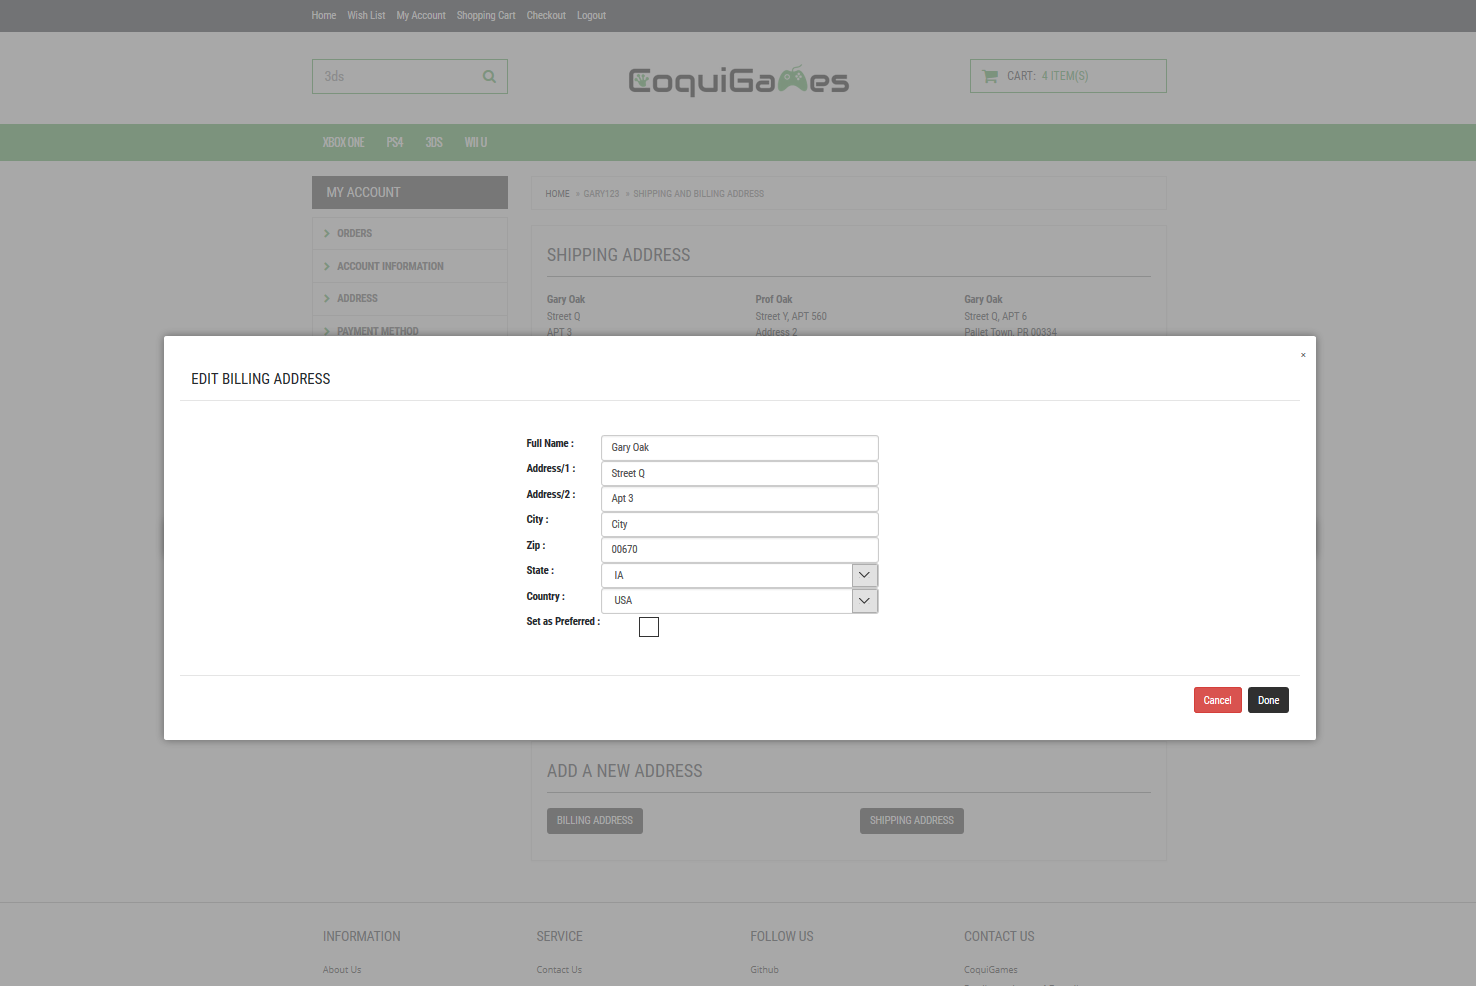 Home Wish List My Account Shopping Cart Checkout Logout
3ds
CoquiGames
CART: 4 ITEM(S)
XBOX ONE PS4 3DS WII U
MY ACCOUNT
ORDERS
ACCOUNT INFORMATION
ADDRESS
PAYMENT METHOD
HOME » GARY123 » SHIPPING AND BILLING ADDRESS
SHIPPING ADDRESS
Gary Oak Prof Oak Gary Oak
Street Q Street Y, APT 560 Street Q, APT 6
APT 3 Address 2 Pallet Town, PR 00334
×
EDIT BILLING ADDRESS
Full Name : Gary Oak
Address/1 : Street Q
Address/2 : Apt 3
City : City
Zip : 00670
State : IA
Country : USA
Set as Preferred :
Cancel Done
ADD A NEW ADDRESS
BILLING ADDRESS SHIPPING ADDRESS
INFORMATION SERVICE FOLLOW US CONTACT US
About Us Contact Us Github CoquiGames